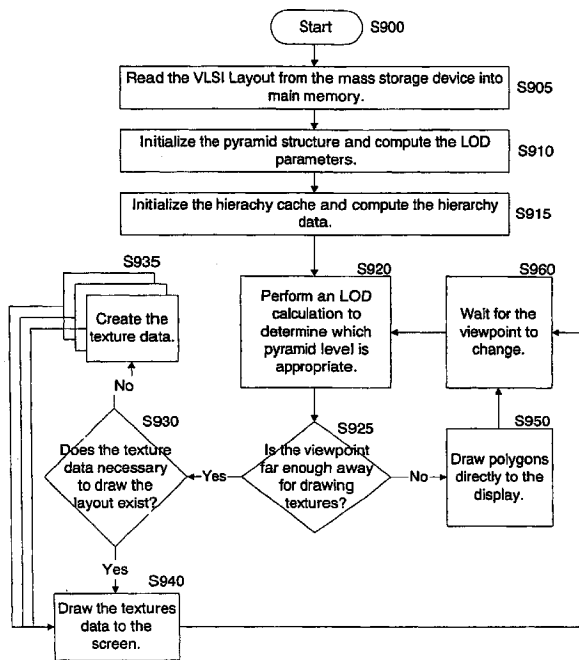 Start
S900
Read the VLSI Layout from the mass storage device into
main memory.
S905
Initialize the pyramid structure and compute the LOD
parameters.
S910
Initialize the hierachy cache and compute the hierarchy
data.
S915
S935
Create the
texture data.
S920
Perform an LOD
calculation to
determine which
pyramid level is
appropriate.
S960
Wait for the
viewpoint to
change.
No
S930
Does the texture
data necessary
to draw the
layout exist?
Yes
S925
Is the viewpoint
far enough away
for drawing
textures?
No
S950
Draw polygons
directly to the
display.
Yes
S940
Draw the textures
data to the
screen.